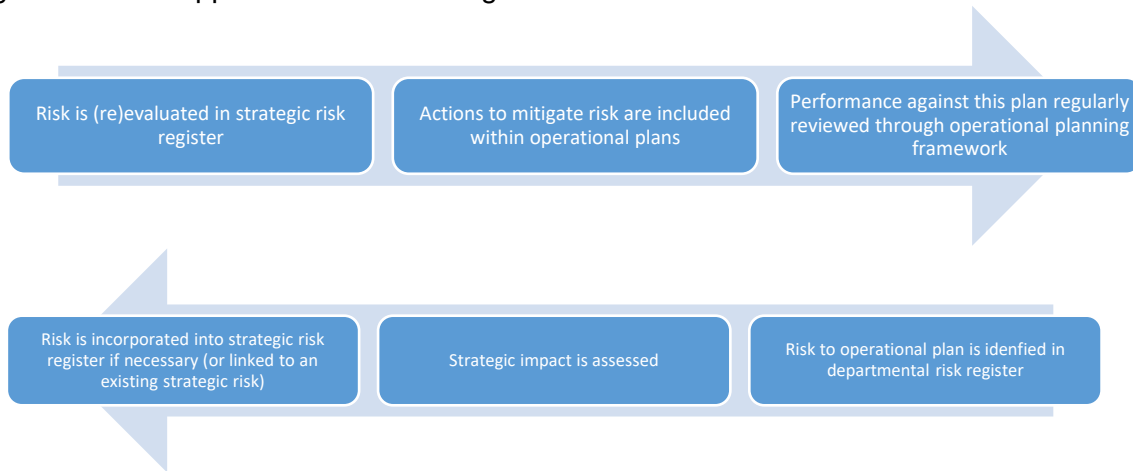 Risk is (re)evaluated in strategic risk
register
Actions to mitigate risk are included
within operational plans
Performance against this plan regularly
reviewed through operational planning
framework
Risk is incorporated into strategic risk
register if necessary (or linked to an
existing strategic risk)
Strategic impact is assessed
Risk to operational plan is idenfied in
departmental risk register